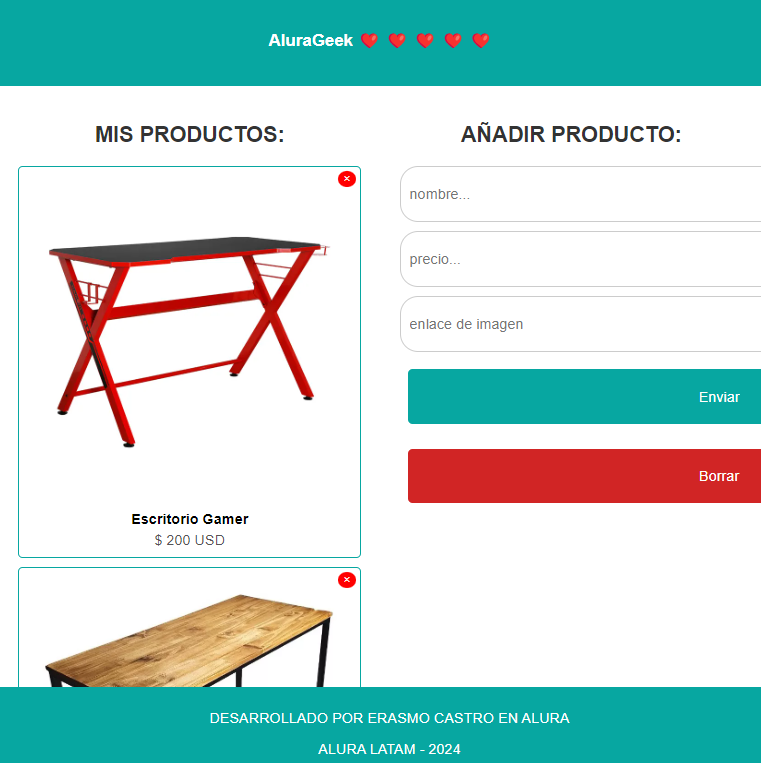 AluraGeek ❤️ ❤️ ❤️ ❤️ ❤️
MIS PRODUCTOS:
×
Escritorio Gamer
$ 200 USD
×
AÑADIR PRODUCTO:
nombre...
precio...
enlace de imagen
Enviar
Borrar
DESARROLLADO POR ERASMO CASTRO EN ALURA
ALURA LATAM - 2024